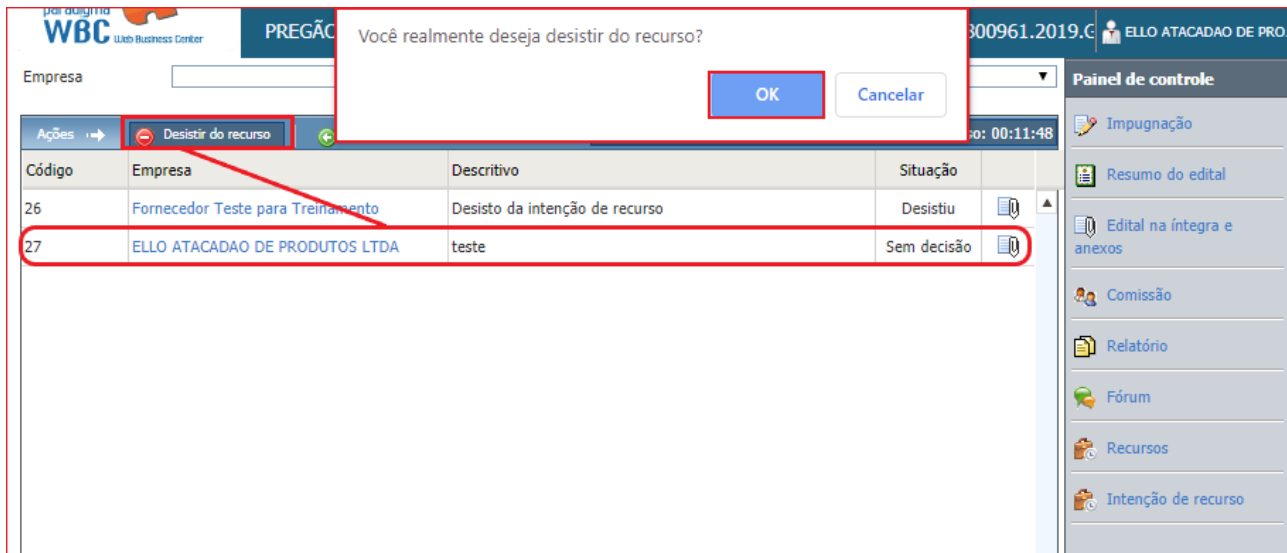 paradigma
WBC Web Business Center
PREGÃO
Você realmente deseja desistir do recurso?
OK
Cancelar
300961.2019.G
ELLO ATACADAO DE PRO
Empresa
Ações
Desistir do recurso
so: 00:11:48
Código Empresa Descritivo Situação
26 Fornecedor Teste para Treinamento Desisto da intenção de recurso Desistiu
27 ELLO ATACADAO DE PRODUTOS LTDA teste Sem decisão
Painel de controle
Impugnação
Resumo do edital
Edital na íntegra e
anexos
Comissão
Relatório
Fórum
Recursos
Intenção de recurso